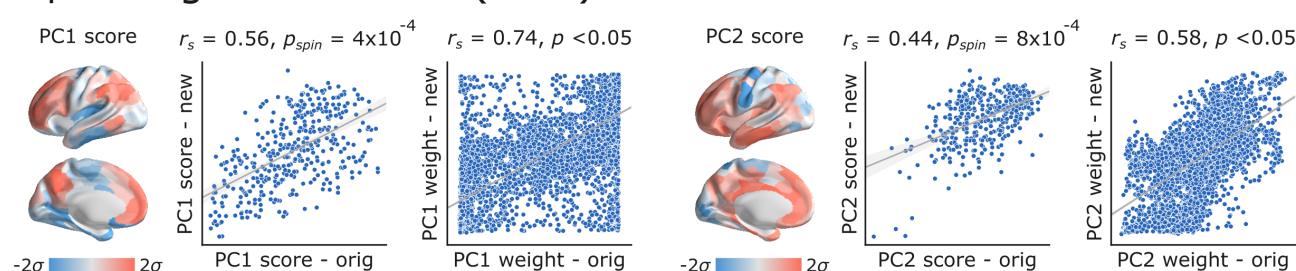 PC1 score
r_s = 0.56, p_spin = 4x10^-4
r_s = 0.74, p <0.05
PC2 score
r_s = 0.44, p_spin = 8x10^-4
r_s = 0.58, p <0.05
PC1 score - new
PC1 weight - new
PC2 score - new
PC2 weight - new
-2σ 2σ
PC1 score - orig
PC1 weight - orig
-2σ 2σ
PC2 score - orig
PC2 weight - orig